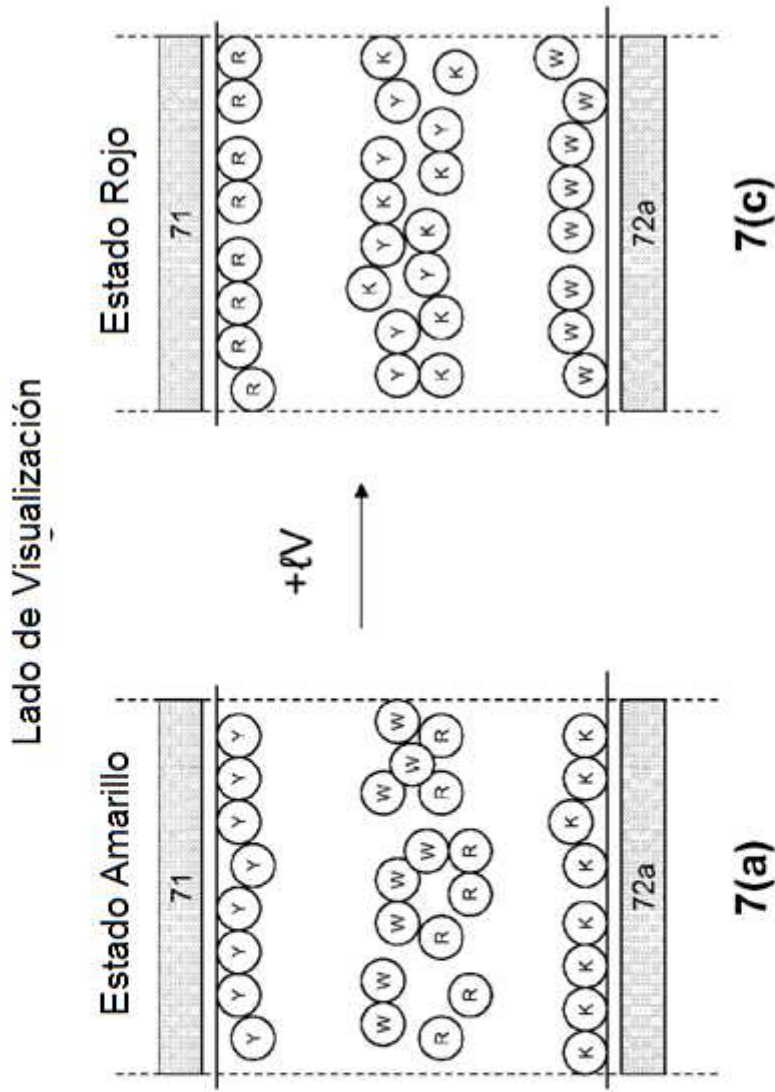 Lado de Visualización
Estado Amarillo
71
Y Y Y Y Y Y Y Y
W W W W W W W W
R R R R R R R
K K K K K K K K
72a
7(a)
+ℓV
Estado Rojo
71
R R R R R R R R
Y Y K Y K Y Y K
K K Y K K Y K
W W W W W W W W
72a
7(c)